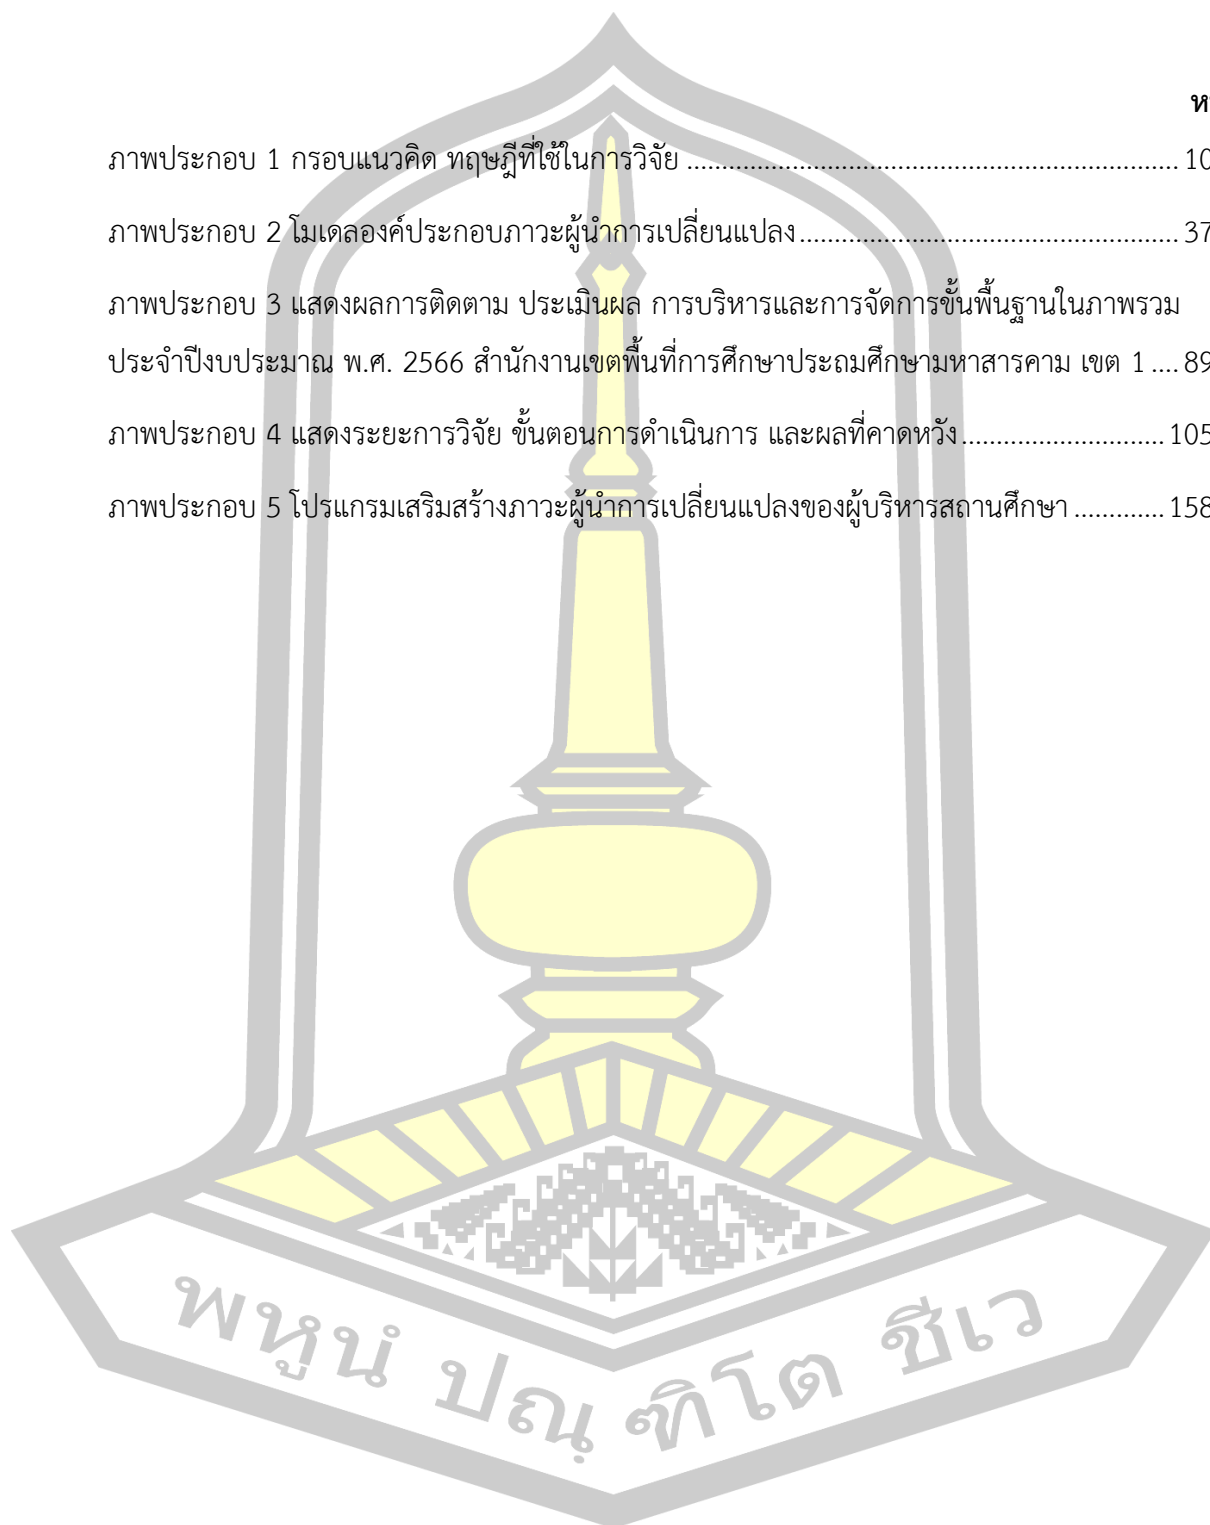 ภาพประกอบ 1 กรอบแนวคิด ทฤษฎีที่ใช้ในการวิจัย ...................................................................... 10
ภาพประกอบ 2 โมเดลองค์ประกอบภาวะผู้นำการเปลี่ยนแปลง...................................................... 37
ภาพประกอบ 3 แสดงผลการติดตาม ประเมินผล การบริหารและการจัดการขั้นพื้นฐานในภาพรวม
ประจำปีงบประมาณ พ.ศ. 2566 สำนักงานเขตพื้นที่การศึกษาประถมศึกษามหาสารคาม เขต 1 .... 89
ภาพประกอบ 4 แสดงระยะการวิจัย ขั้นตอนการดำเนินการ และผลที่คาดหวัง............................. 105
ภาพประกอบ 5 โปรแกรมเสริมสร้างภาวะผู้นำการเปลี่ยนแปลงของผู้บริหารสถานศึกษา ............. 158
พหูนํ ปณฺฑิโต ชีเว